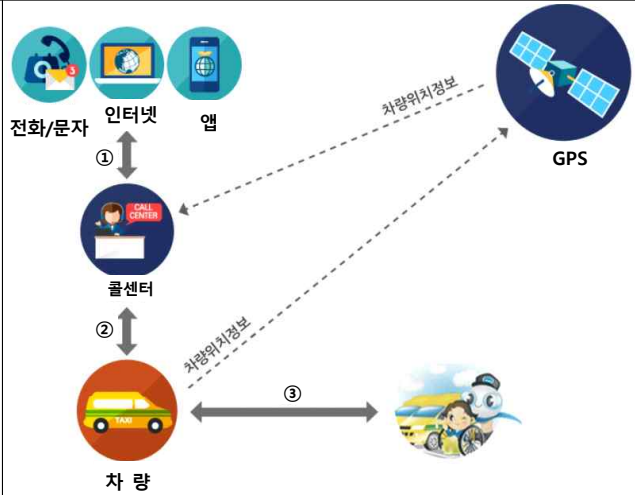 3
전화/문자
인터넷
앱
차량위치정보
GPS
①
CALL
CENTER
콜센터
②
차량위치정보
TAXI
③
차 량